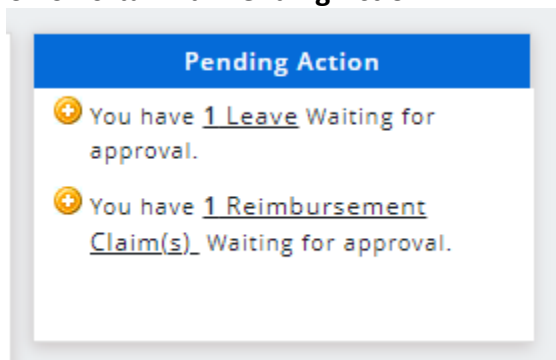 Pending Action
You have 1 Leave Waiting for
approval.
You have 1 Reimbursement
Claim(s) Waiting for approval.